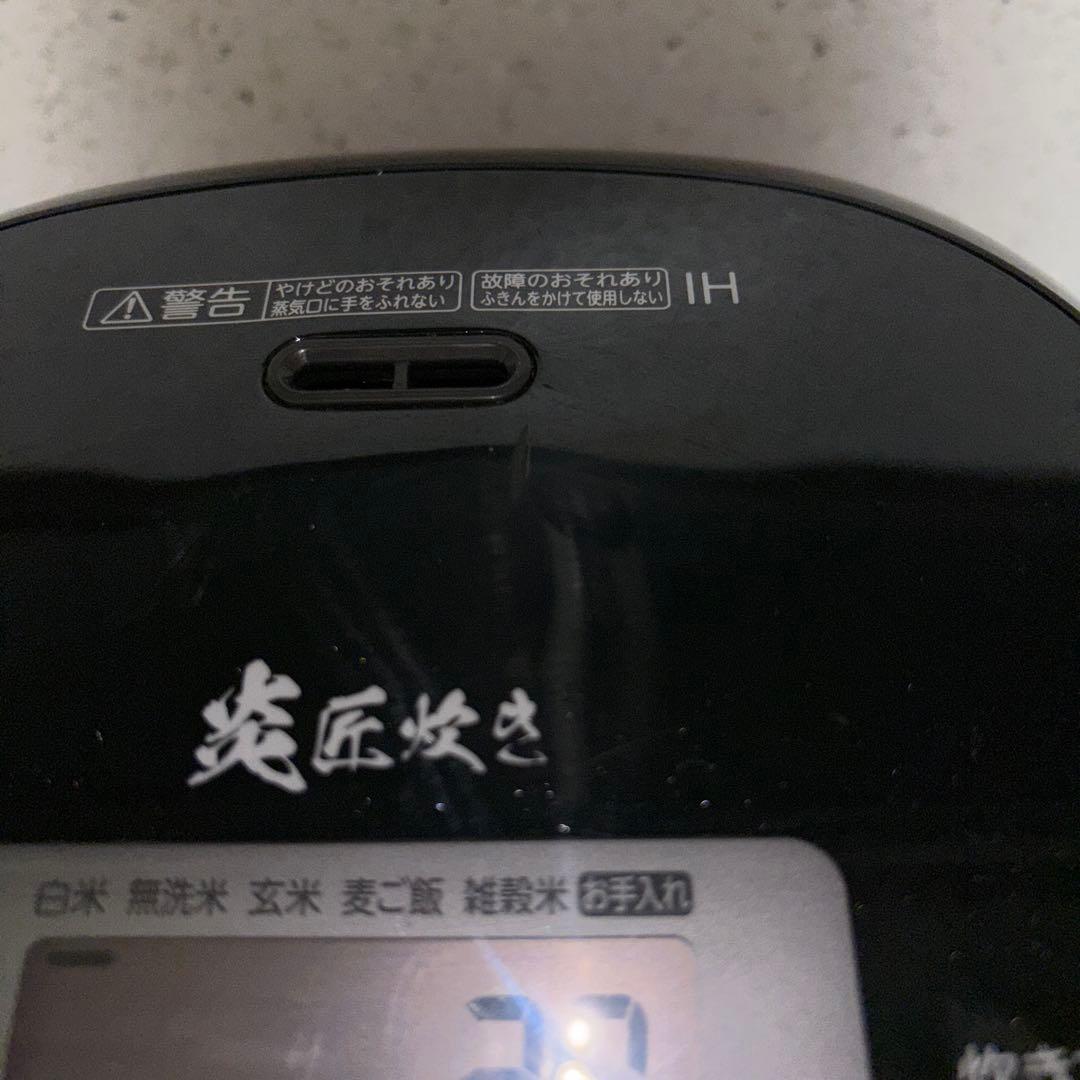 警告 やけどのおそれあり 故障のおそれあり IH
蒸気口に手をふれない ふきんをかけて使用しない
炎匠炊き
白米 無洗米 玄米 麦ご飯 雑穀米 お手入れ